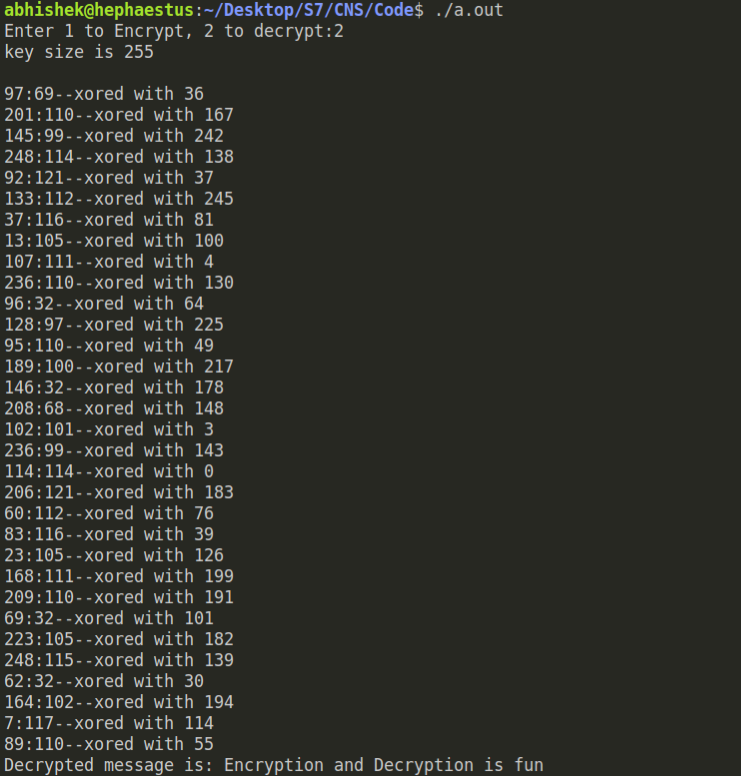 abhishek@hephaestus:~/Desktop/S7/CNS/Code$ ./a.out
Enter 1 to Encrypt, 2 to decrypt:2
key size is 255
97:69--xored with 36
201:110--xored with 167
145:99--xored with 242
248:114--xored with 138
92:121--xored with 37
133:112--xored with 245
37:116--xored with 81
13:105--xored with 100
107:111--xored with 4
236:110--xored with 130
96:32--xored with 64
128:97--xored with 225
95:110--xored with 49
189:100--xored with 217
146:32--xored with 178
208:68--xored with 148
102:101--xored with 3
236:99--xored with 143
114:114--xored with 0
206:121--xored with 183
60:112--xored with 76
83:116--xored with 39
23:105--xored with 126
168:111--xored with 199
209:110--xored with 191
69:32--xored with 101
223:105--xored with 182
248:115--xored with 139
62:32--xored with 30
164:102--xored with 194
7:117--xored with 114
89:110--xored with 55
Decrypted message is: Encryption and Decryption is fun